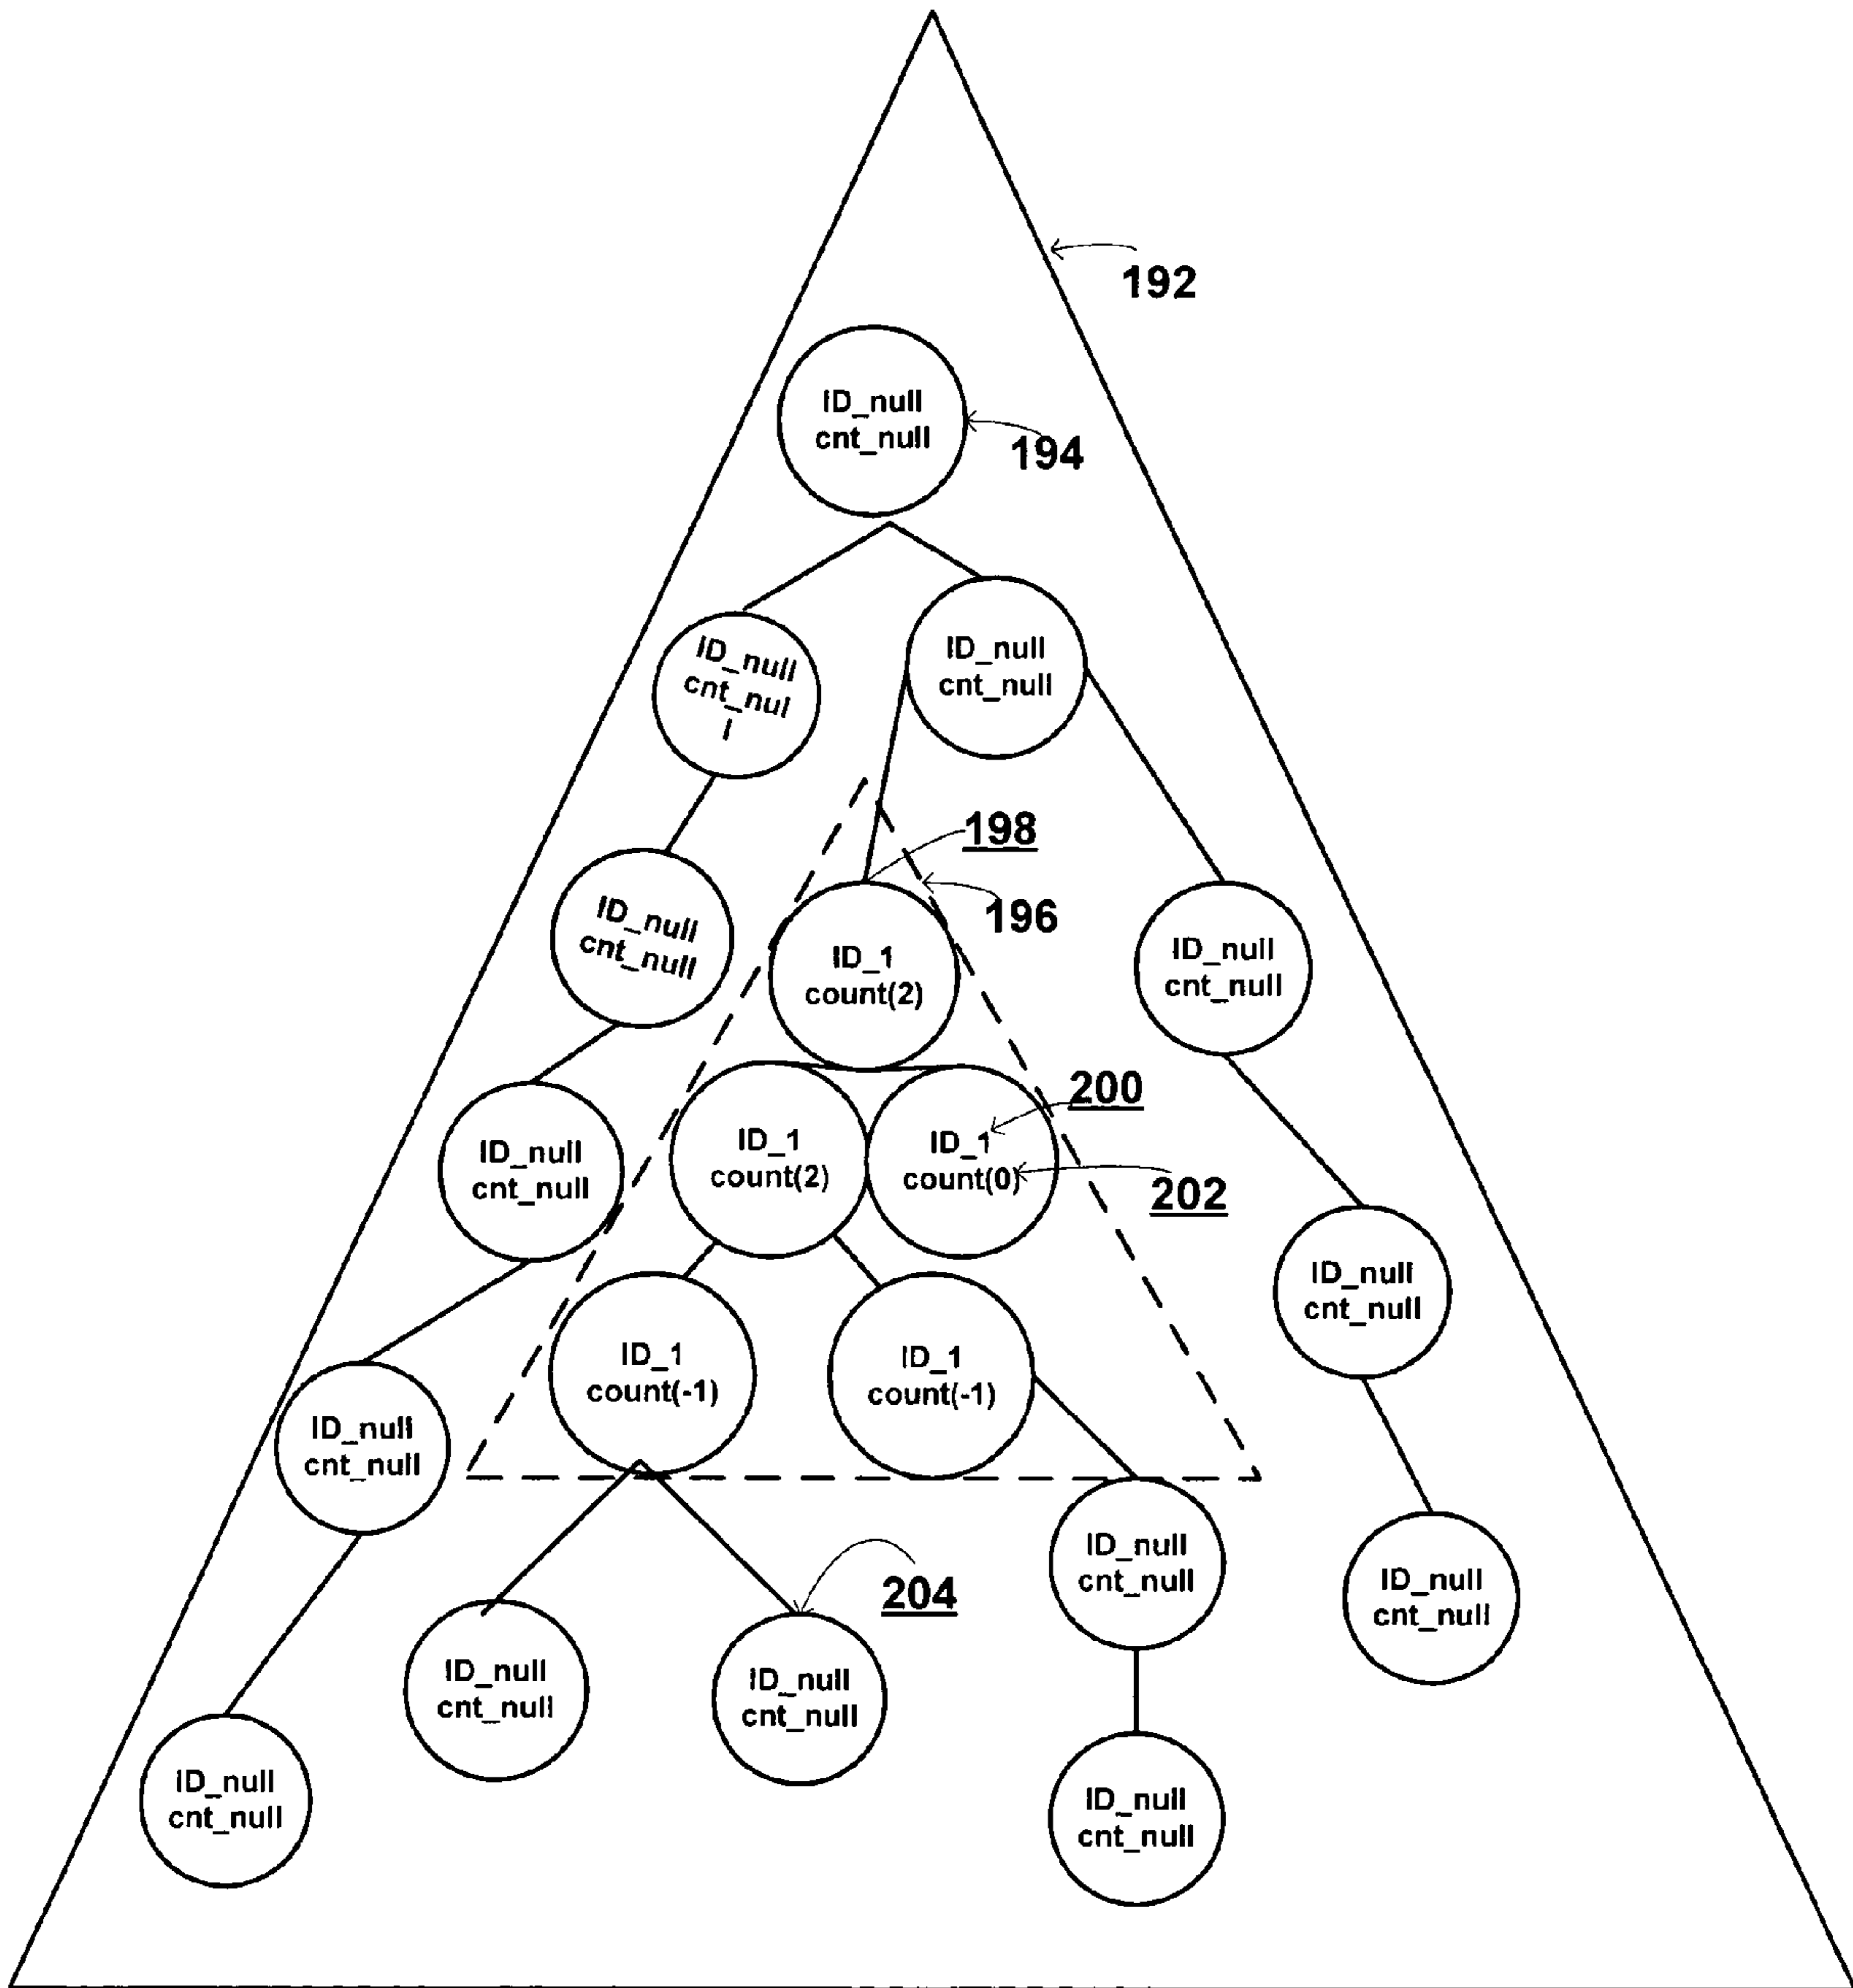 192
ID_null
cnt_null
194
ID_null
cnt_nul
l
ID_null
cnt_null
198
196
ID_null
cnt_null
ID_1
count(2)
ID_null
cnt_null
200
ID_null
cnt_null
ID_1
count(2)
ID_1
count(0)
202
ID_null
cnt_null
ID_1
count(-1)
ID_1
count(-1)
ID_null
cnt_null
ID_null
cnt_null
204
ID_null
cnt_null
ID_null
cnt_null
ID_null
cnt_null
ID_null
cnt_null
ID_null
cnt_null